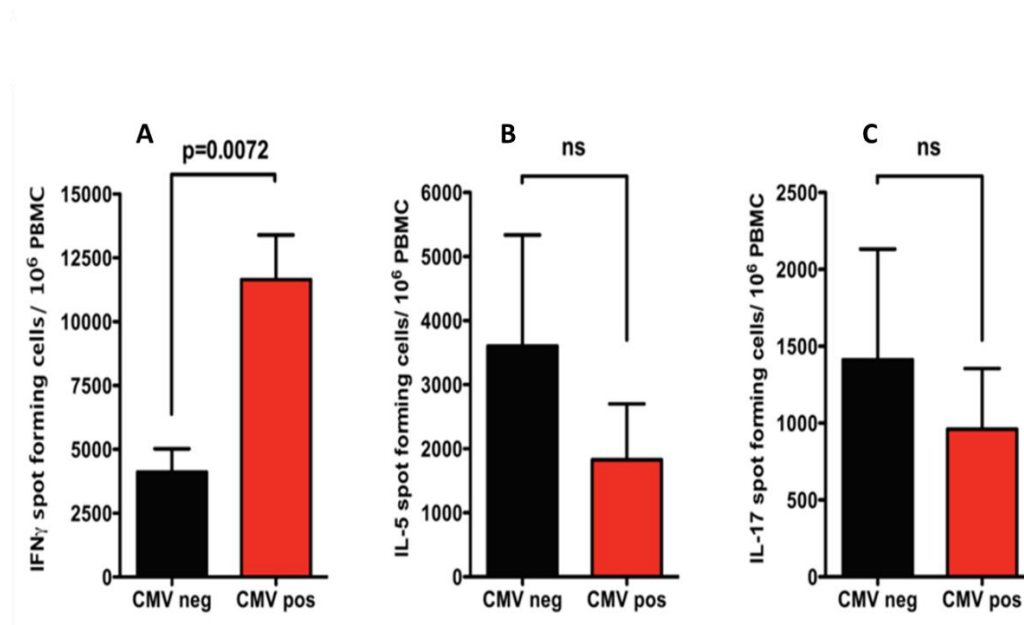 A
p=0.0072
IFNγ spot forming cells/ 10⁶ PBMC
15000
12500
10000
7500
5000
2500
0
CMV neg CMV pos
B
ns
IL-5 spot forming cells/ 10⁶ PBMC
6000
5000
4000
3000
2000
1000
0
CMV neg CMV pos
C
ns
IL-17 spot forming cells/ 10⁶ PBMC
2500
2000
1500
1000
500
0
CMV neg CMV pos